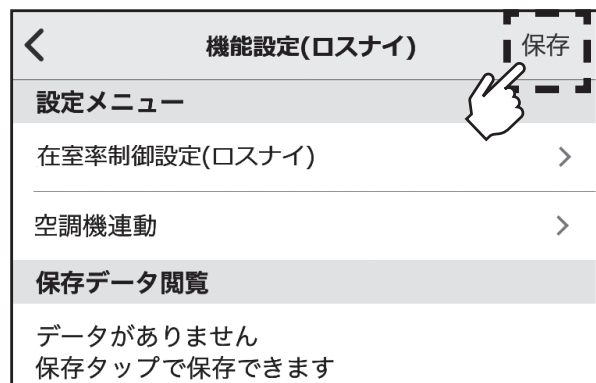 機能設定(ロスナイ)
保存
設定メニュー
在室率制御設定(ロスナイ)
空調機連動
保存データ閲覧
データがありません
保存タップで保存できます